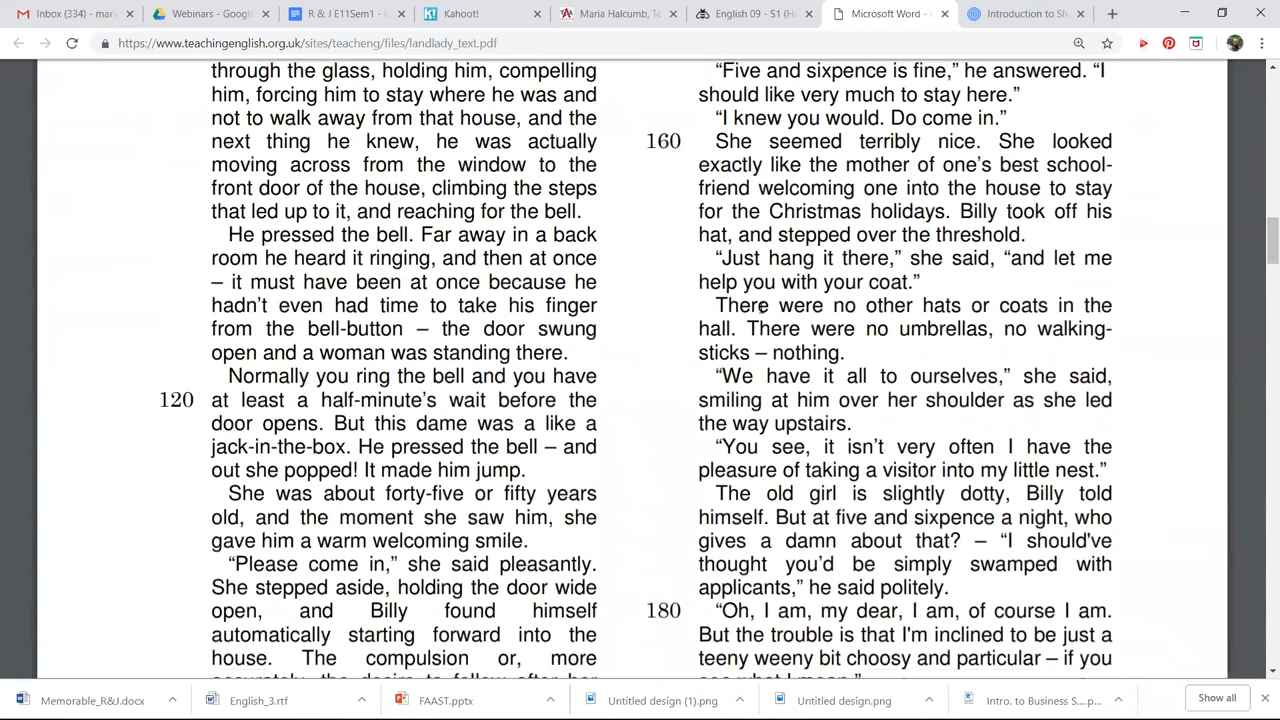 Inbox (334) - mari
Webinars - Google
R & J E11Sem1 - G
Kahoot!
Maria Halcumb, Te
English 09 - S1 (Ho
Microsoft Word -
Introduction to Sh
https://www.teachingenglish.org.uk/sites/teacheng/files/landlady_text.pdf
through the glass, holding him, compelling
him, forcing him to stay where he was and
not to walk away from that house, and the
next thing he knew, he was actually
moving across from the window to the
front door of the house, climbing the steps
that led up to it, and reaching for the bell.
He pressed the bell. Far away in a back
room he heard it ringing, and then at once
– it must have been at once because he
hadn't even had time to take his finger
from the bell-button – the door swung
open and a woman was standing there.
Normally you ring the bell and you have
120 at least a half-minute's wait before the
door opens. But this dame was a like a
jack-in-the-box. He pressed the bell – and
out she popped! It made him jump.
She was about forty-five or fifty years
old, and the moment she saw him, she
gave him a warm welcoming smile.
“Please come in,” she said pleasantly.
She stepped aside, holding the door wide
open, and Billy found himself
automatically starting forward into the
house. The compulsion or, more
accurately, the desire to follow after her
“Five and sixpence is fine,” he answered. “I
should like very much to stay here.”
“I knew you would. Do come in.”
160 She seemed terribly nice. She looked
exactly like the mother of one's best school-
friend welcoming one into the house to stay
for the Christmas holidays. Billy took off his
hat, and stepped over the threshold.
“Just hang it there,” she said, “and let me
help you with your coat.”
There were no other hats or coats in the
hall. There were no umbrellas, no walking-
sticks – nothing.
“We have it all to ourselves,” she said,
smiling at him over her shoulder as she led
the way upstairs.
“You see, it isn't very often I have the
pleasure of taking a visitor into my little nest.”
The old girl is slightly dotty, Billy told
himself. But at five and sixpence a night, who
gives a damn about that? – “I should've
thought you'd be simply swamped with
applicants,” he said politely.
180 “Oh, I am, my dear, I am, of course I am.
But the trouble is that I'm inclined to be just a
teeny weeny bit choosy and particular – if you
see what I mean.”
Memorable_R&J.docx
English_3.rtf
FAAST.pptx
Untitled design (1).png
Untitled design.png
Intro. to Business S....p
Show all